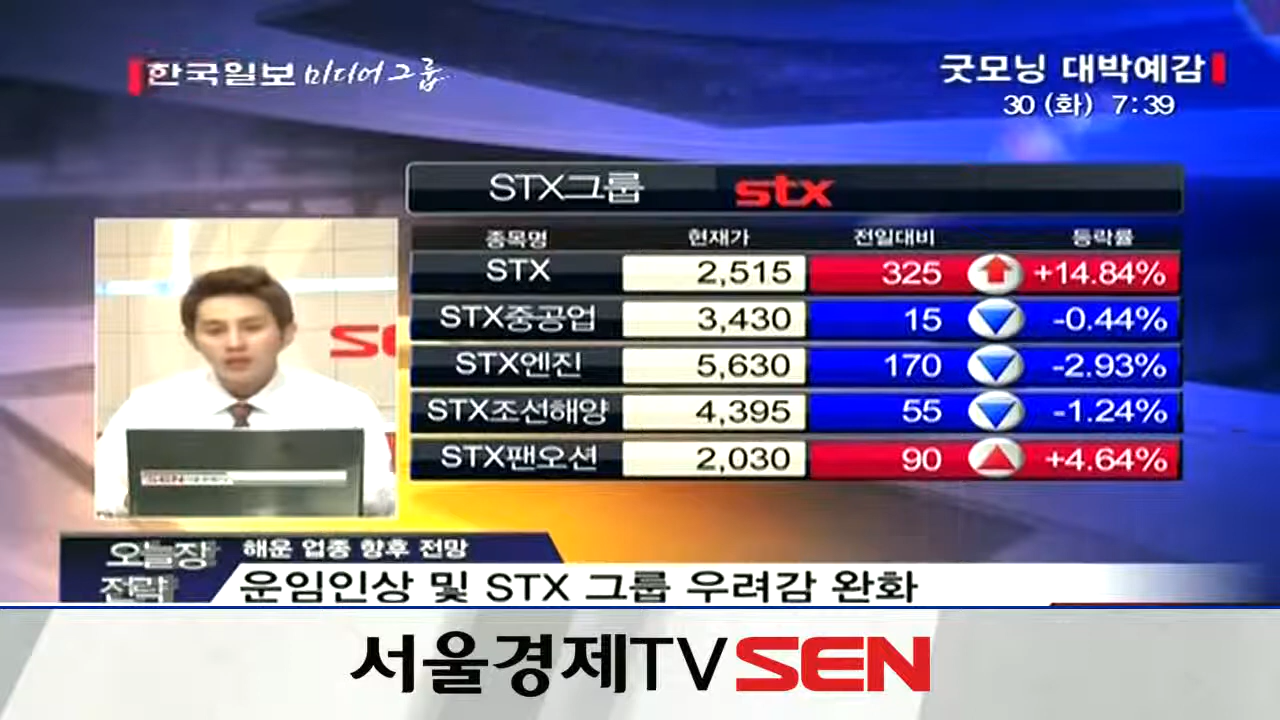 한국일보 미디어그룹
굿모닝 대박예감
30 (화) 7:39
STX그룹 stx
종목명 현재가 전일대비 등락률
STX 2,515 325 +14.84%
STX중공업 3,430 15 -0.44%
STX엔진 5,630 170 -2.93%
STX조선해양 4,395 55 -1.24%
STX팬오션 2,030 90 +4.64%
SE
오늘장
전략
해운 업종 향후 전망
운임인상 및 STX 그룹 우려감 완화
서울경제TV SEN